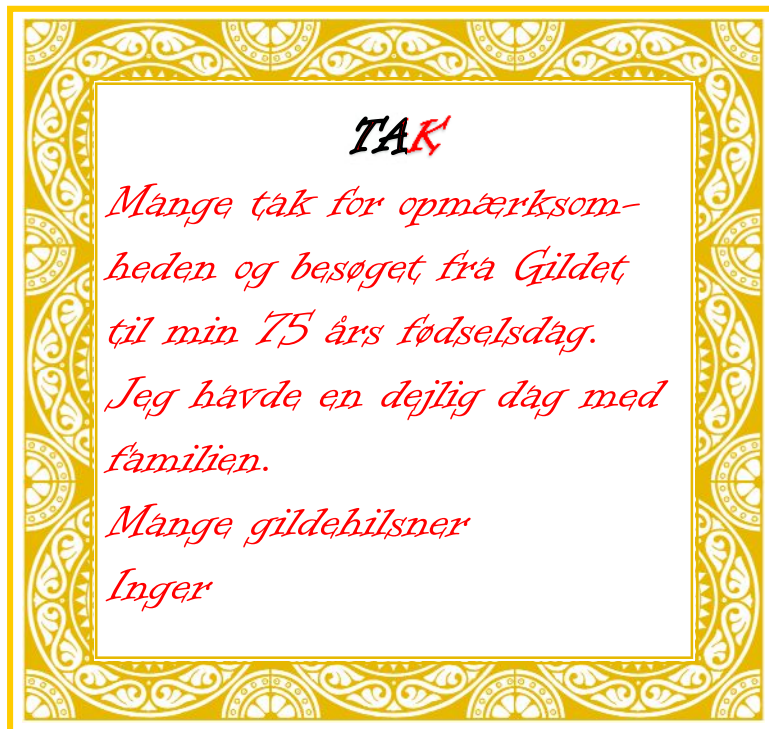 TAK
Mange tak for opmærksom-
heden og besøget fra Gildet
til min 75 års fødselsdag.
Jeg havde en dejlig dag med
familien.
Mange gildehilsner
Inger